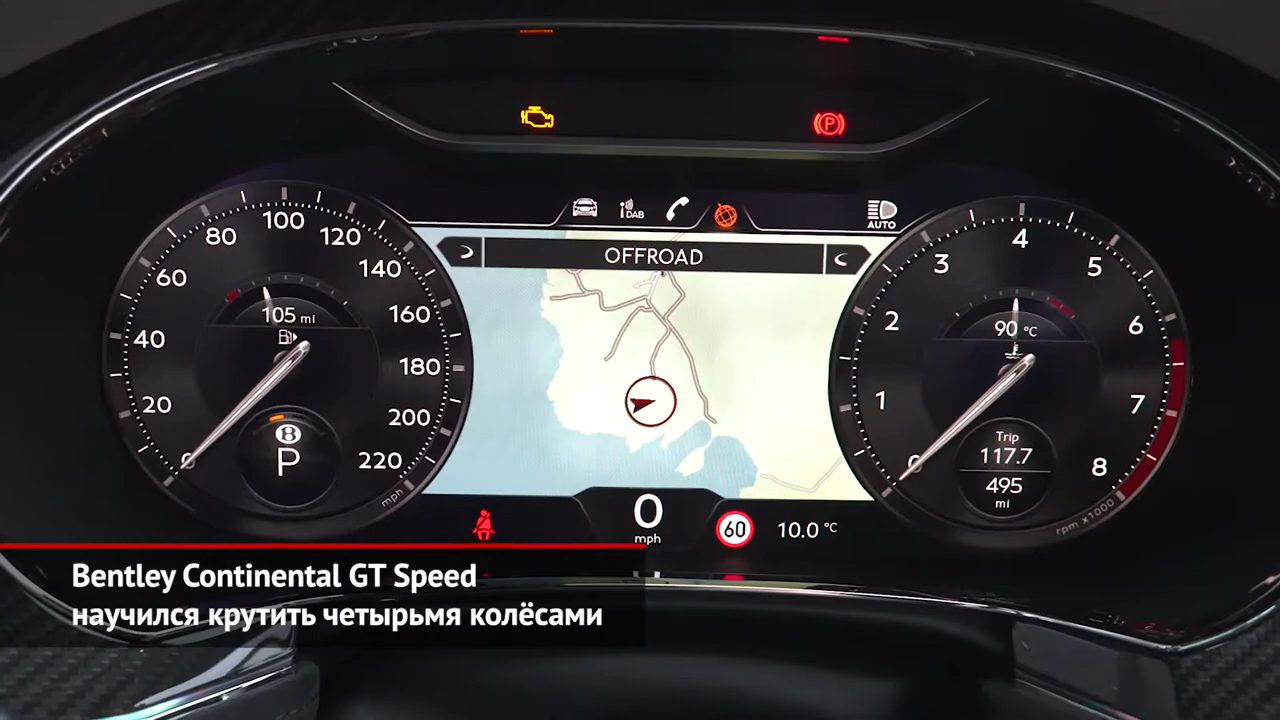 P
DAB
AUTO
OFFROAD
0
20
40
60
80
100
120
140
160
180
200
220
mph
105 mi
B
P
0
1
2
3
4
5
6
7
8
rpm x1000
90 °C
Trip
117.7
495
mi
0
mph
60
10.0 °C
Bentley Continental GT Speed
научился крутить четырьмя колёсами